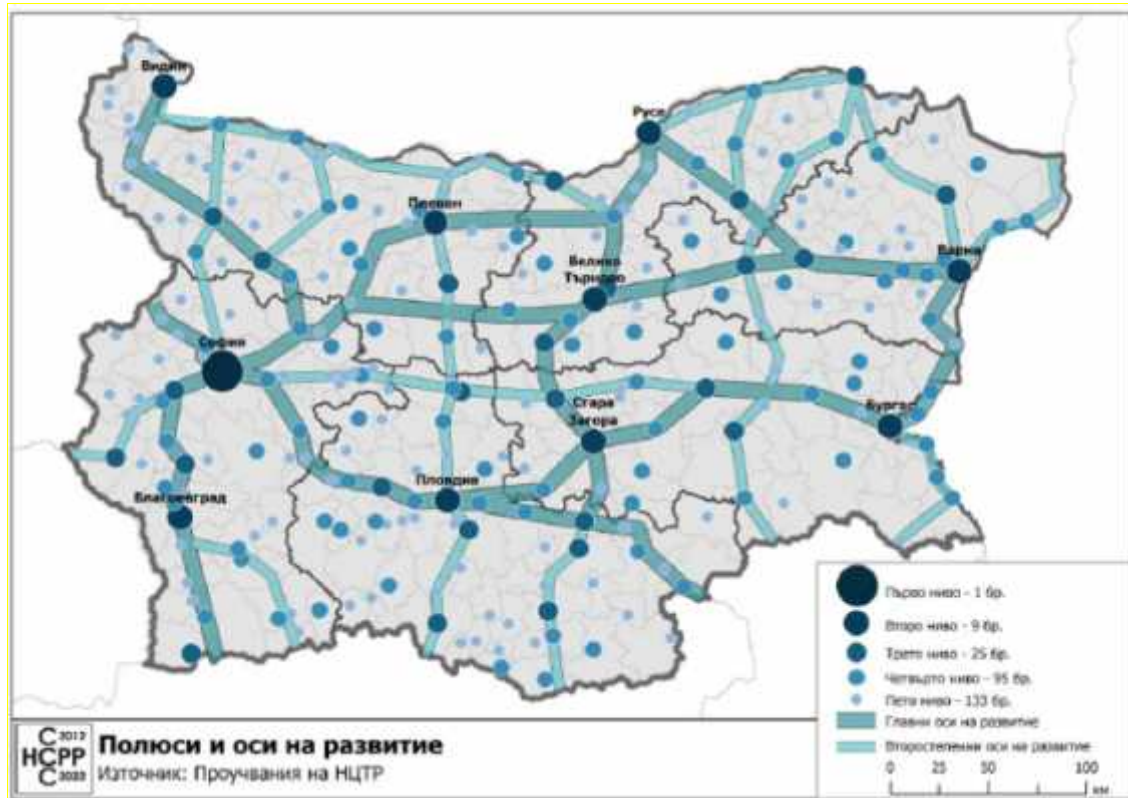 Видин
Русе
Плевен
Велико
Търново
Варна
София
Стара
Загора
Бургас
Пловдив
Благоевград
Първо ниво - 1 бр.
Второ ниво - 9 бр.
Трето ниво - 25 бр.
Четвърто ниво - 95 бр.
Пето ниво - 133 бр.
Главни оси на развитие
Второстепенни оси на развитие
0 25 50 100
км
С 2013
НСРР
С 2022
Полюси и оси на развитие
Източник: Проучвания на НЦТР